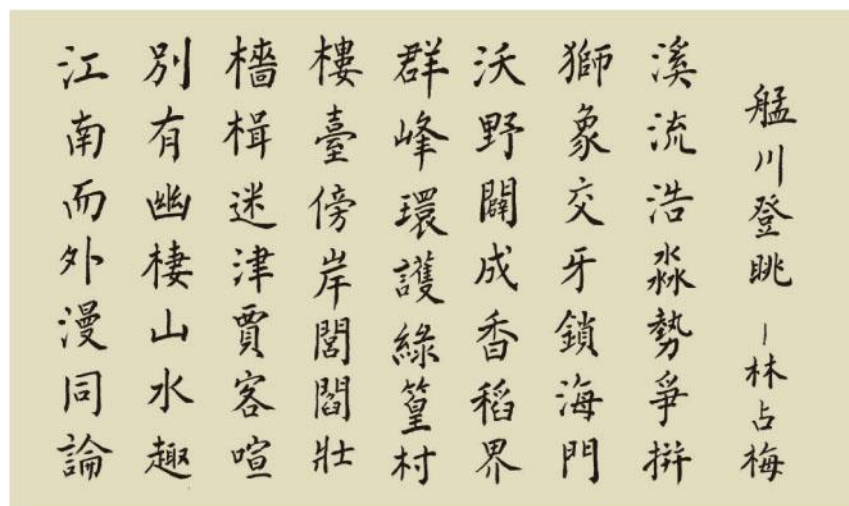 艋川登眺 -林占梅
溪流浩淼勢爭拚
獅象交牙鎖海門
沃野闢成香稻界
群峰環護綠篁村
樓臺傍岸閭閻壯
檣楫迷津賈客喧
別有幽棲山水趣
江南而外漫同論